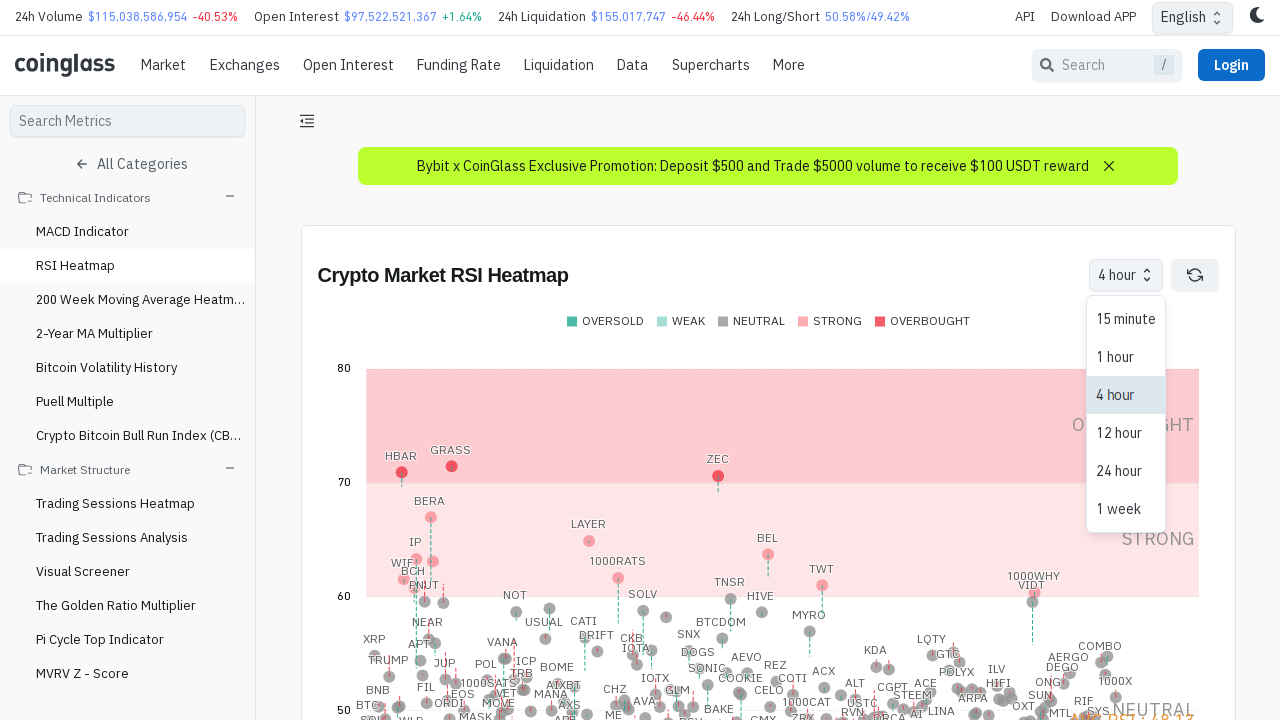 24h Volume $115,038,586,954 -40.53% Open Interest $97,522,521,367 +1.64% 24h Liquidation $155,017,747 -46.44% 24h Long/Short 50.58%/49.42% API Download APP English
coinglass Market Exchanges Open Interest Funding Rate Liquidation Data Supercharts More Search / Login
Search Metrics
All Categories
Technical Indicators
MACD Indicator
RSI Heatmap
200 Week Moving Average Heatm...
2-Year MA Multiplier
Bitcoin Volatility History
Puell Multiple
Crypto Bitcoin Bull Run Index (CB...
Market Structure
Trading Sessions Heatmap
Trading Sessions Analysis
Visual Screener
The Golden Ratio Multiplier
Pi Cycle Top Indicator
MVRV Z - Score
Bybit x CoinGlass Exclusive Promotion: Deposit $500 and Trade $5000 volume to receive $100 USDT reward
Crypto Market RSI Heatmap
4 hour
15 minute
1 hour
4 hour
12 hour
24 hour
1 week
OVERSOLD WEAK NEUTRAL STRONG OVERBOUGHT
80
HBAR GRASS ZEC
70
STRONG
BERA
LAYER
IP
BEL
WIF
BCH
1000RATS
TWT
1000WHY
PNUT
TNSR
VIDT
60
NOT
SOLV
HIVE
NEAR
USUAL
CATI
BTCDOM
MYRO
XRP
APT
VANA
DRIFT
CKB
IOTA
SNX
LQTY
TRUMP
JUP
POL
ICP
BOME
DOGS
AEVO
KDA
GTC
AERGO
COMBO
BNB
FIL
1000SATS
TRB
IOTX
SONIC
REZ
ACX
POLYX
ILV
DEGO
BTC
EOS
VET
AIXBT
CHZ
GLM
COOKIE
COTI
ALT
CGPT
ACE
HIFI
ONG
1000X
ORDI
MOVE
MANA
AXS
AVA
CELO
1000CAT
USTC
STEEM
ARPA
SUN
RIF
50
MASK
ME
BAKE
RVN
AI
LINA
OXT
MTL
SYS
NEUTRAL